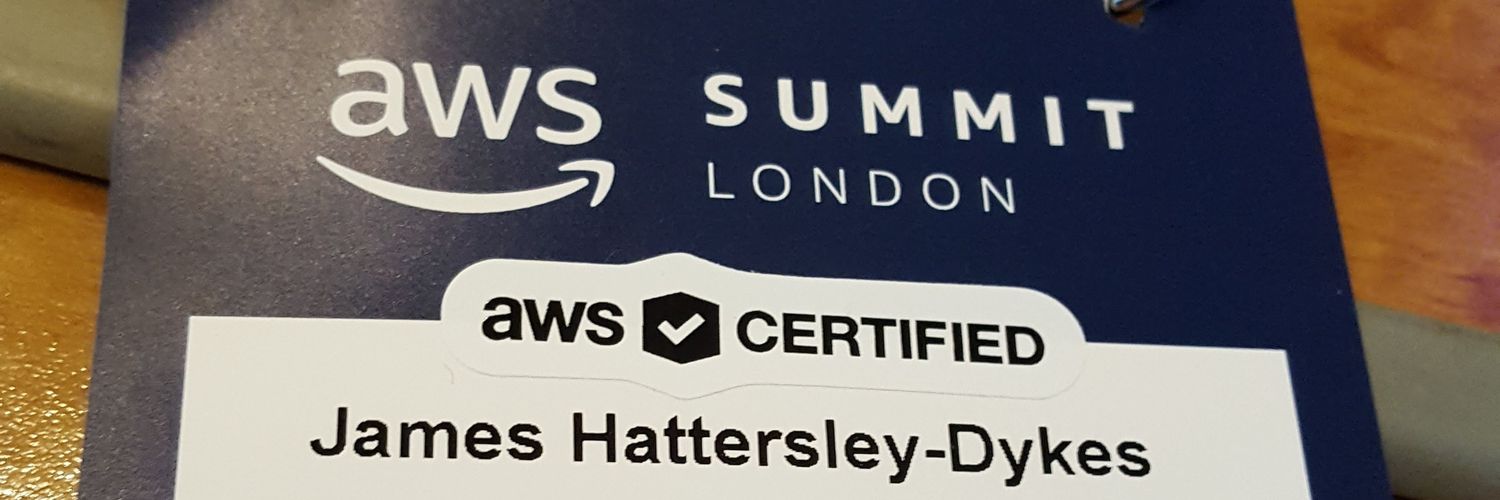 aws SUMMIT
LONDON
aws CERTIFIED
James Hattersley-Dykes